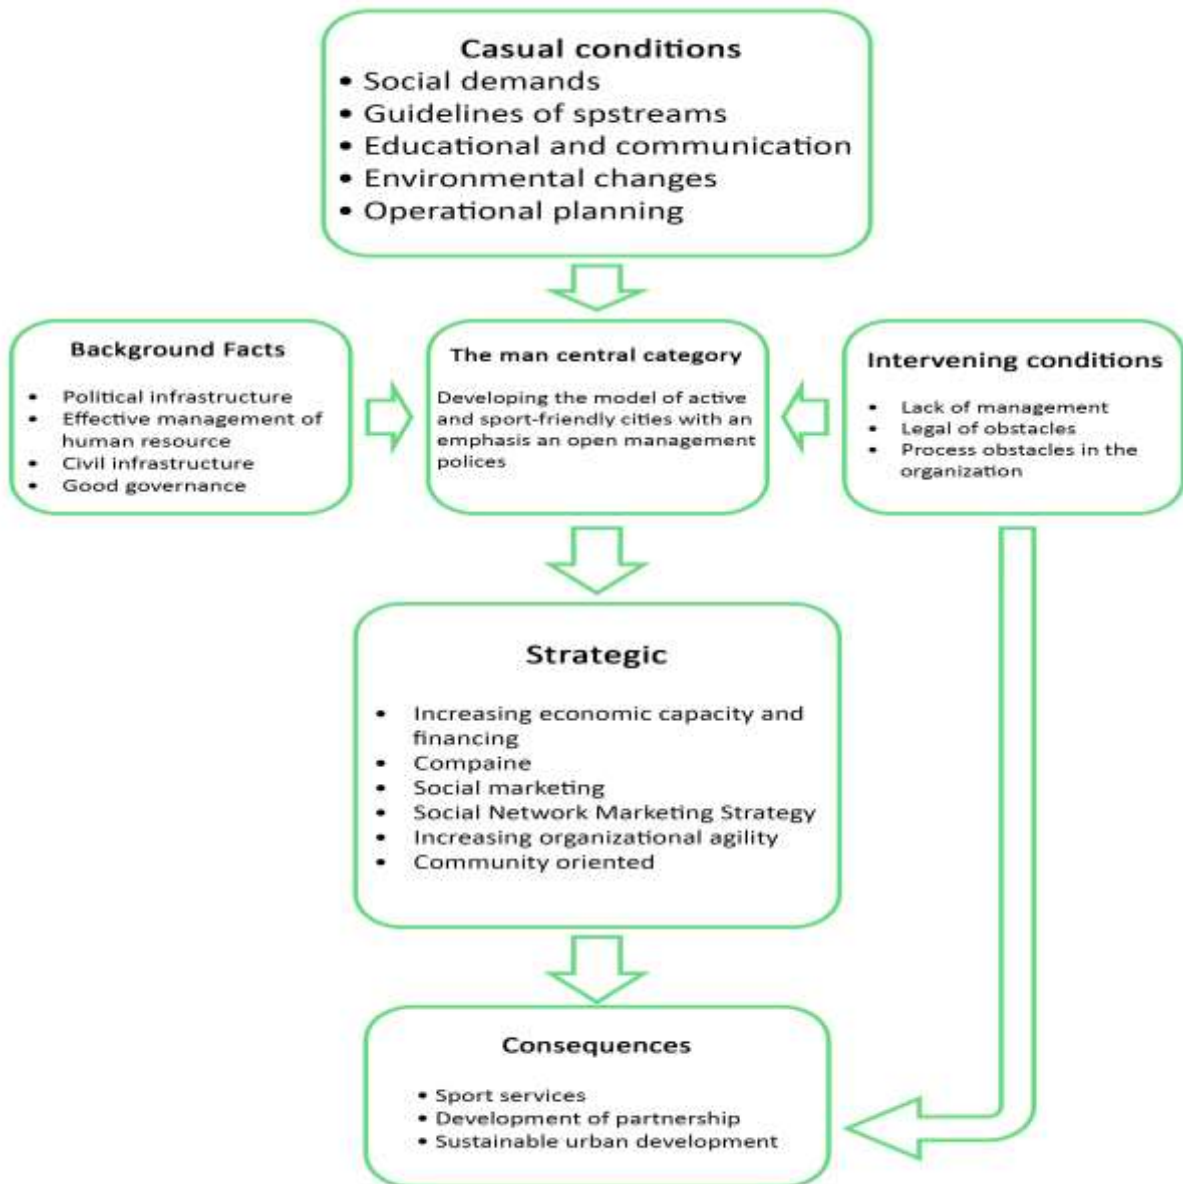 Casual conditions
• Social demands
• Guidelines of spstreams
• Educational and communication
• Environmental changes
• Operational planning
Background Facts
• Political infrastructure
• Effective management of
human resource
• Civil infrastructure
• Good governance
The man central category
Developing the model of active
and sport-friendly cities with an
emphasis an open management
polices
Intervening conditions
• Lack of management
• Legal of obstacles
• Process obstacles in the
organization
Strategic
• Increasing economic capacity and
financing
• Compaine
• Social marketing
• Social Network Marketing Strategy
• Increasing organizational agility
• Community oriented
Consequences
• Sport services
• Development of partnership
• Sustainable urban development